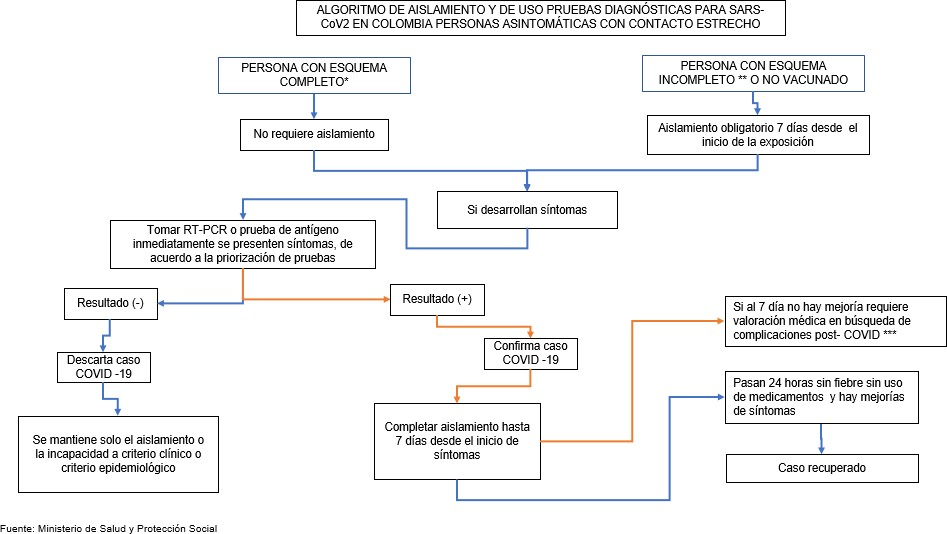 ALGORITMO DE AISLAMIENTO Y DE USO PRUEBAS DIAGNÓSTICAS PARA SARS-
CoV2 EN COLOMBIA PERSONAS ASINTOMÁTICAS CON CONTACTO ESTRECHO
PERSONA CON ESQUEMA
COMPLETO*
PERSONA CON ESQUEMA
INCOMPLETO ** O NO VACUNADO
No requiere aislamiento
Aislamiento obligatorio 7 días desde el
inicio de la exposición
Si desarrollan síntomas
Tomar RT-PCR o prueba de antígeno
inmediatamente se presenten síntomas, de
acuerdo a la priorización de pruebas
Resultado (-)
Resultado (+)
Descarta caso
COVID -19
Confirma caso
COVID -19
Se mantiene solo el aislamiento o
la incapacidad a criterio clínico o
criterio epidemiológico
Completar aislamiento hasta
7 días desde el inicio de
síntomas
Si al 7 día no hay mejoría requiere
valoración médica en búsqueda de
complicaciones post- COVID ***
Pasan 24 horas sin fiebre sin uso
de medicamentos y hay mejorías
de síntomas
Caso recuperado
Fuente: Ministerio de Salud y Protección Social